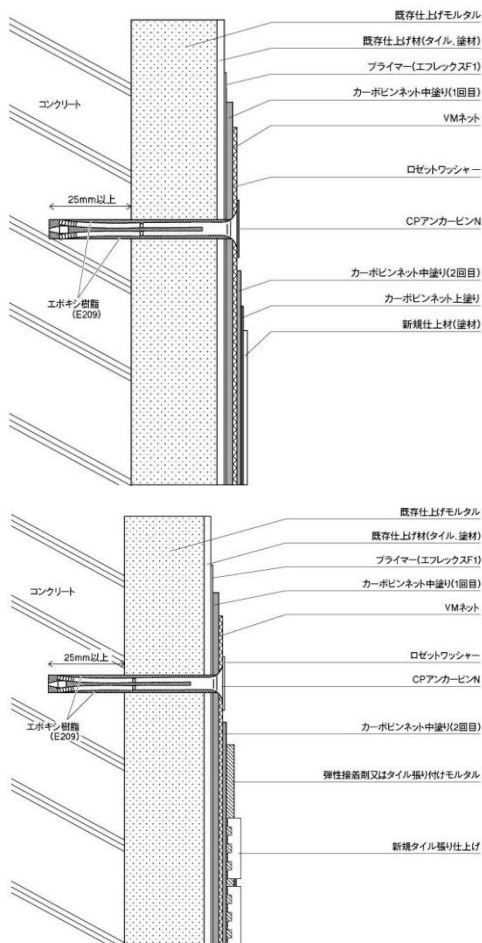 既存仕上げモルタル
既存仕上げ材(タイル、塗材)
プライマー(エフレックスF1)
コンクリート
カーボピンネット中塗り(1回目)
VMネット
ロゼットワッシャー
25mm以上
CPアンカーピンN
カーボピンネット中塗り(2回目)
エポキシ樹脂
(E209)
カーボピンネット上塗り
新規仕上材(塗材)
既存仕上げモルタル
既存仕上げ材(タイル、塗材)
プライマー(エフレックスF1)
コンクリート
カーボピンネット中塗り(1回目)
VMネット
25mm以上
ロゼットワッシャー
CPアンカーピンN
エポキシ樹脂
(E209)
カーボピンネット中塗り(2回目)
弾性接着剤又はタイル張り付けモルタル
新規タイル張り仕上げ